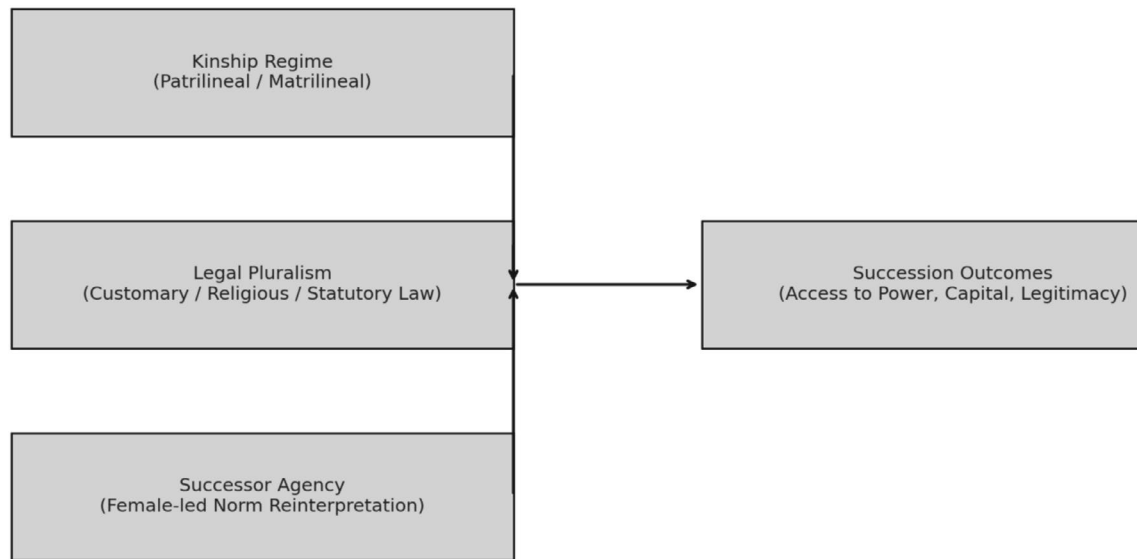 Kinship Regime
(Patrilineal / Matrilineal)
Legal Pluralism
(Customary / Religious / Statutory Law)
Succession Outcomes
(Access to Power, Capital, Legitimacy)
Successor Agency
(Female-led Norm Reinterpretation)